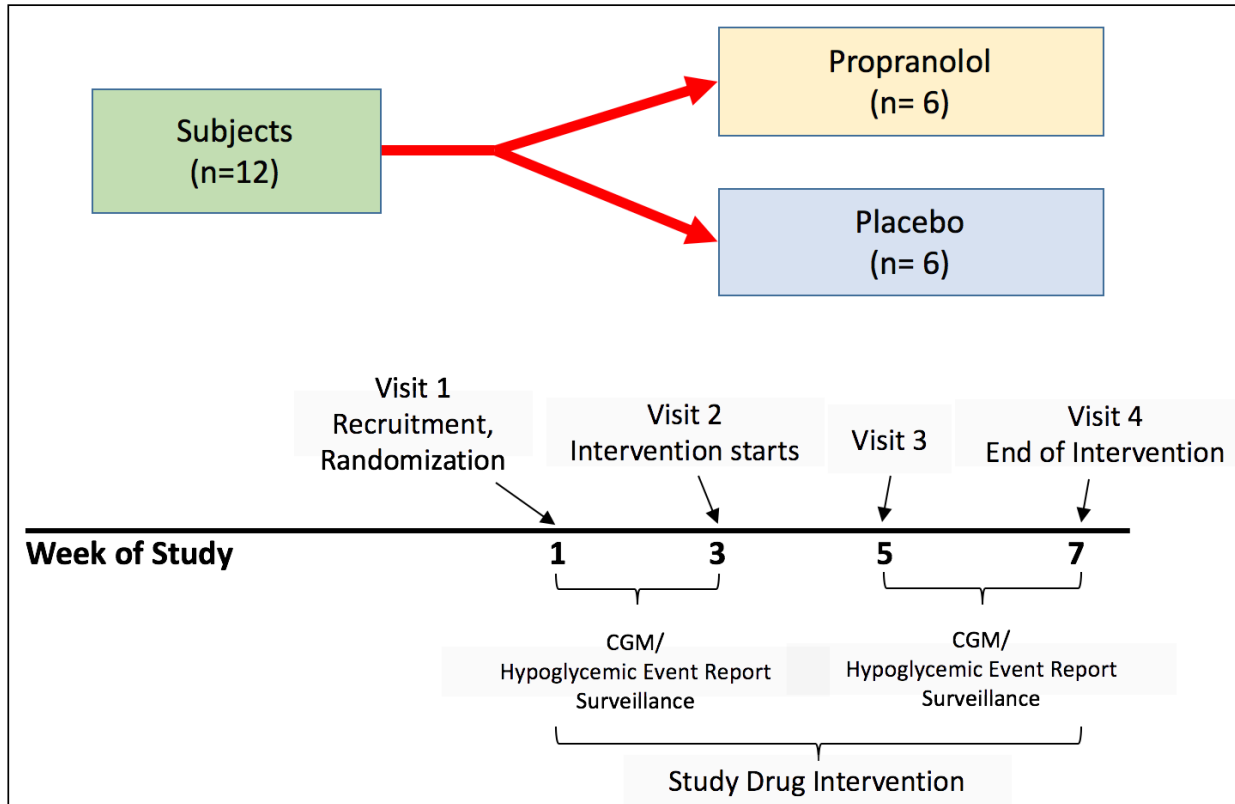 Subjects
(n=12)
Propranolol
(n= 6)
Placebo
(n= 6)
Visit 1
Recruitment,
Randomization
Visit 2
Intervention starts
Visit 3
Visit 4
End of Intervention
Week of Study
1
3
5
7
CGM/
Hypoglycemic Event Report
Surveillance
CGM/
Hypoglycemic Event Report
Surveillance
Study Drug Intervention